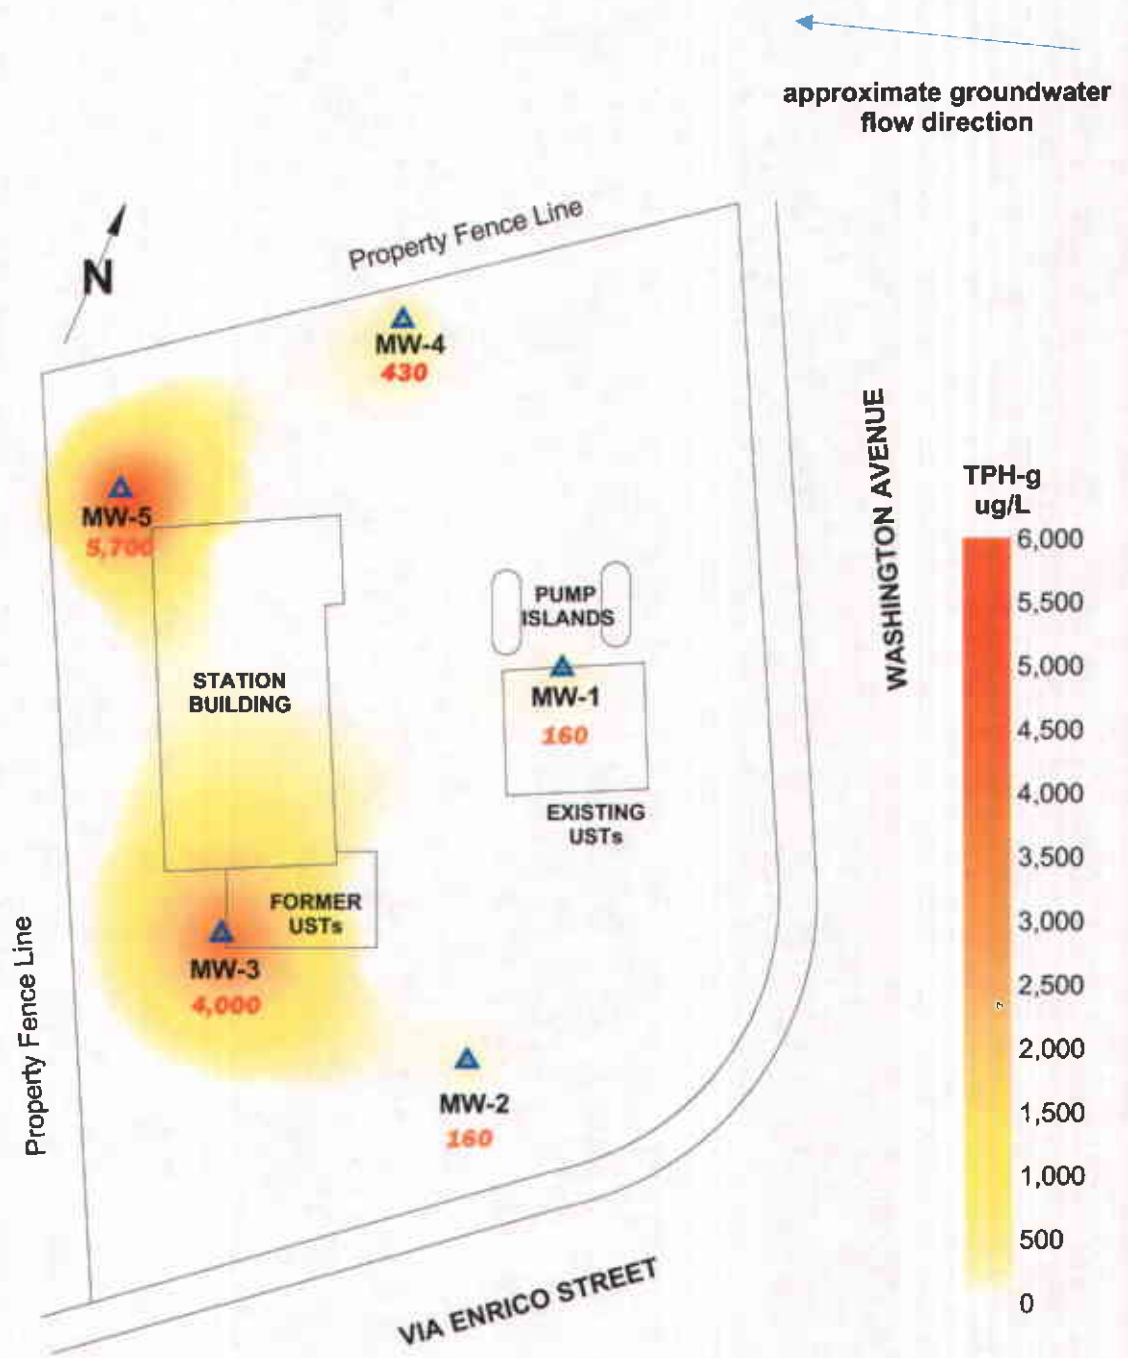 approximate groundwater
flow direction
Property Fence Line
N
MW-4
430
WASHINGTON AVENUE
TPH-g
ug/L
6,000
5,500
5,000
4,500
4,000
3,500
3,000
2,500
2,000
1,500
1,000
500
0
MW-5
5,700
PUMP
ISLANDS
STATION
BUILDING
MW-1
160
EXISTING
USTs
FORMER
USTs
MW-3
4,000
Property Fence Line
MW-2
160
VIA ENRICO STREET